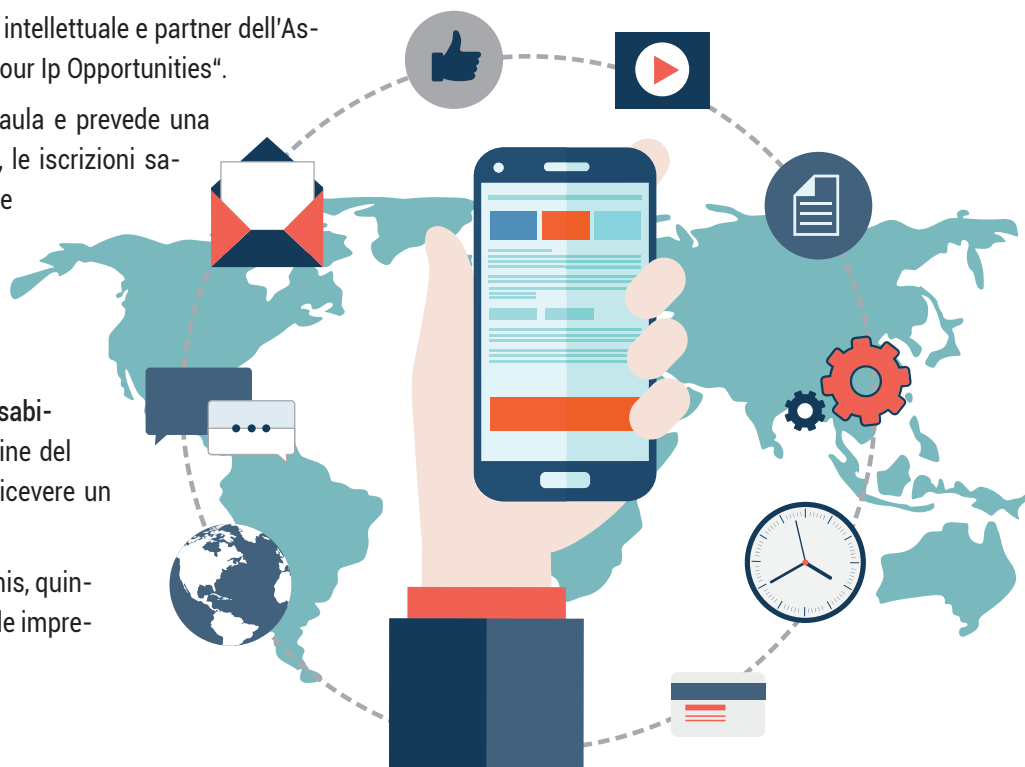 intellettuale e partner dell'As-
our Ip Opportunities“.
aula e prevede una
, le iscrizioni sa-
e
sabi-
ine del
icevere un
nis, quin-
le impre-